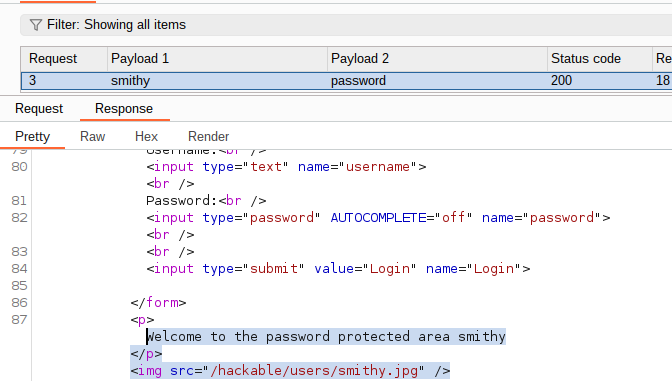 Filter: Showing all items
Request Payload 1 Payload 2 Status code Re
3 smithy password 200 18
Request Response
Pretty Raw Hex Render
79 Username:<br />
80 <input type="text" name="username">
<br />
81 Password:<br />
82 <input type="password" AUTOCOMPLETE="off" name="password">
<br />
83 <br />
84 <input type="submit" value="Login" name="Login">
85
86 </form>
87 <p>
Welcome to the password protected area smithy
</p>
<img src="/hackable/users/smithy.jpg" />